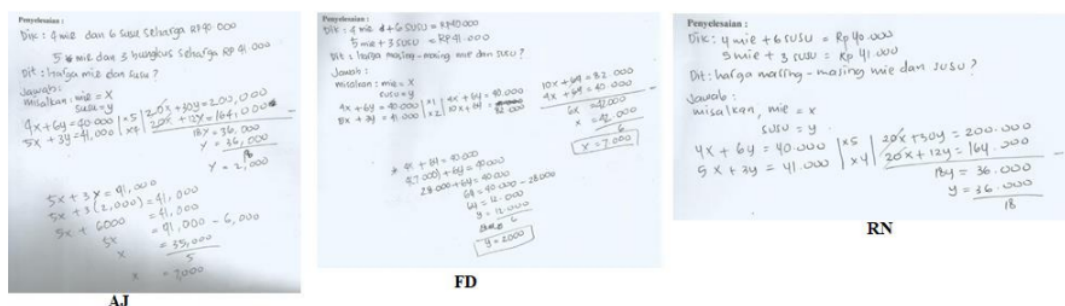 Penyelesaian :
Dik : 4 mie dan 6 susu seharga Rp 40.000
5 mie dan 3 bungkus seharga Rp 41.000
Dit : harga mie dan susu ?
Jawab :
misalkan : mie = x
susu = y
4x + 6y = 40.000 | x5 | 20x + 30y = 200,000
5x + 3y = 41,000 | x4 | 20x + 12y = 164,000 –
18y = 36,000
y = 36,000
18
y = 2,000
5x + 3y = 41,000
5x + 3(2,000) = 41,000
5x + 6000 = 41,000
5x = 41,000 - 6,000
x = 35,000
5
x = 7,000
AJ
Penyelesaian :
Dik : 4 mie + 6 susu = Rp 40.000
5 mie + 3 susu = Rp 41.000
Dit : harga masing - masing mie dan susu ?
Jawab :
misalkan : mie = x
susu = y
4x + 6y = 40.000 | x1 | 4x + 6y = 40.000
5x + 3y = 41.000 | x2 | 10x + 6y = 82.000
10x + 6y = 82.000
4x + 6y = 40.000 –
6x = 42.000
x = 42.000
6
x = 7.000
4x + 6y = 40.000
4(7.000) + 6y = 40.000
28.000 + 6y = 40.000
6y = 40.000 - 28.000
6y = 12.000
y = 12.000
6
y = 2000
FD
Penyelesaian :
Dik : 4 mie + 6 susu = Rp 40.000
5 mie + 3 susu = Rp 41.000
Dit : harga masing - masing mie dan susu ?
Jawab :
misalkan, mie = x
susu = y
4x + 6y = 40.000 | x5 | 20x + 30y = 200.000
5x + 3y = 41.000 | x4 | 20x + 12y = 164.000 –
18y = 36.000
y = 36.000
18
RN